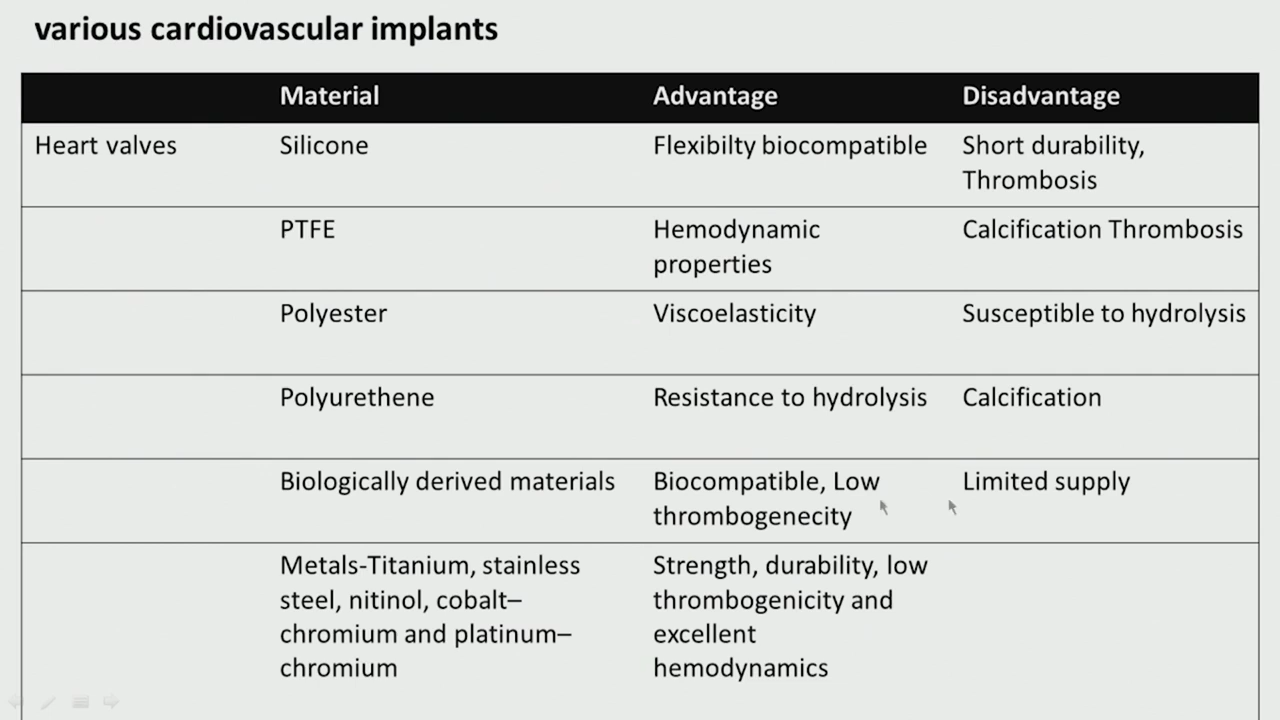 various cardiovascular implants
Material Advantage Disadvantage
Heart valves Silicone Flexibilty biocompatible Short durability,
Thrombosis
PTFE Hemodynamic Calcification Thrombosis
properties
Polyester Viscoelasticity Susceptible to hydrolysis
Polyurethene Resistance to hydrolysis Calcification
Biologically derived materials Biocompatible, Low Limited supply
thrombogenecity
Metals-Titanium, stainless Strength, durability, low
steel, nitinol, cobalt– thrombogenicity and
chromium and platinum– excellent
chromium hemodynamics